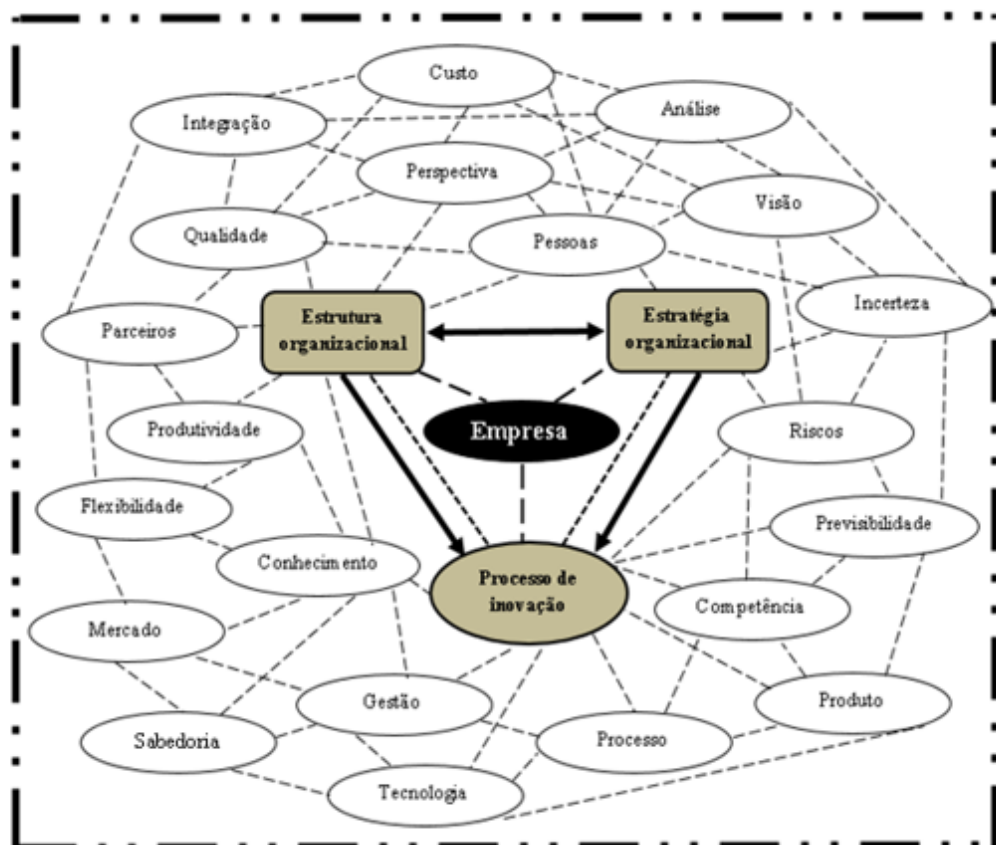 Custo
Integração
Análise
Perspectiva
Visão
Qualidade
Pessoas
Estrutura
organizacional
Estratégia
organizacional
Incerteza
Parceiros
Produtividade
Empresa
Riscos
Flexibilidade
Previsibilidade
Conhecimento
Processo de
inovação
Competência
Mercado
Gestão
Produto
Sabedoria
Processo
Tecnologia